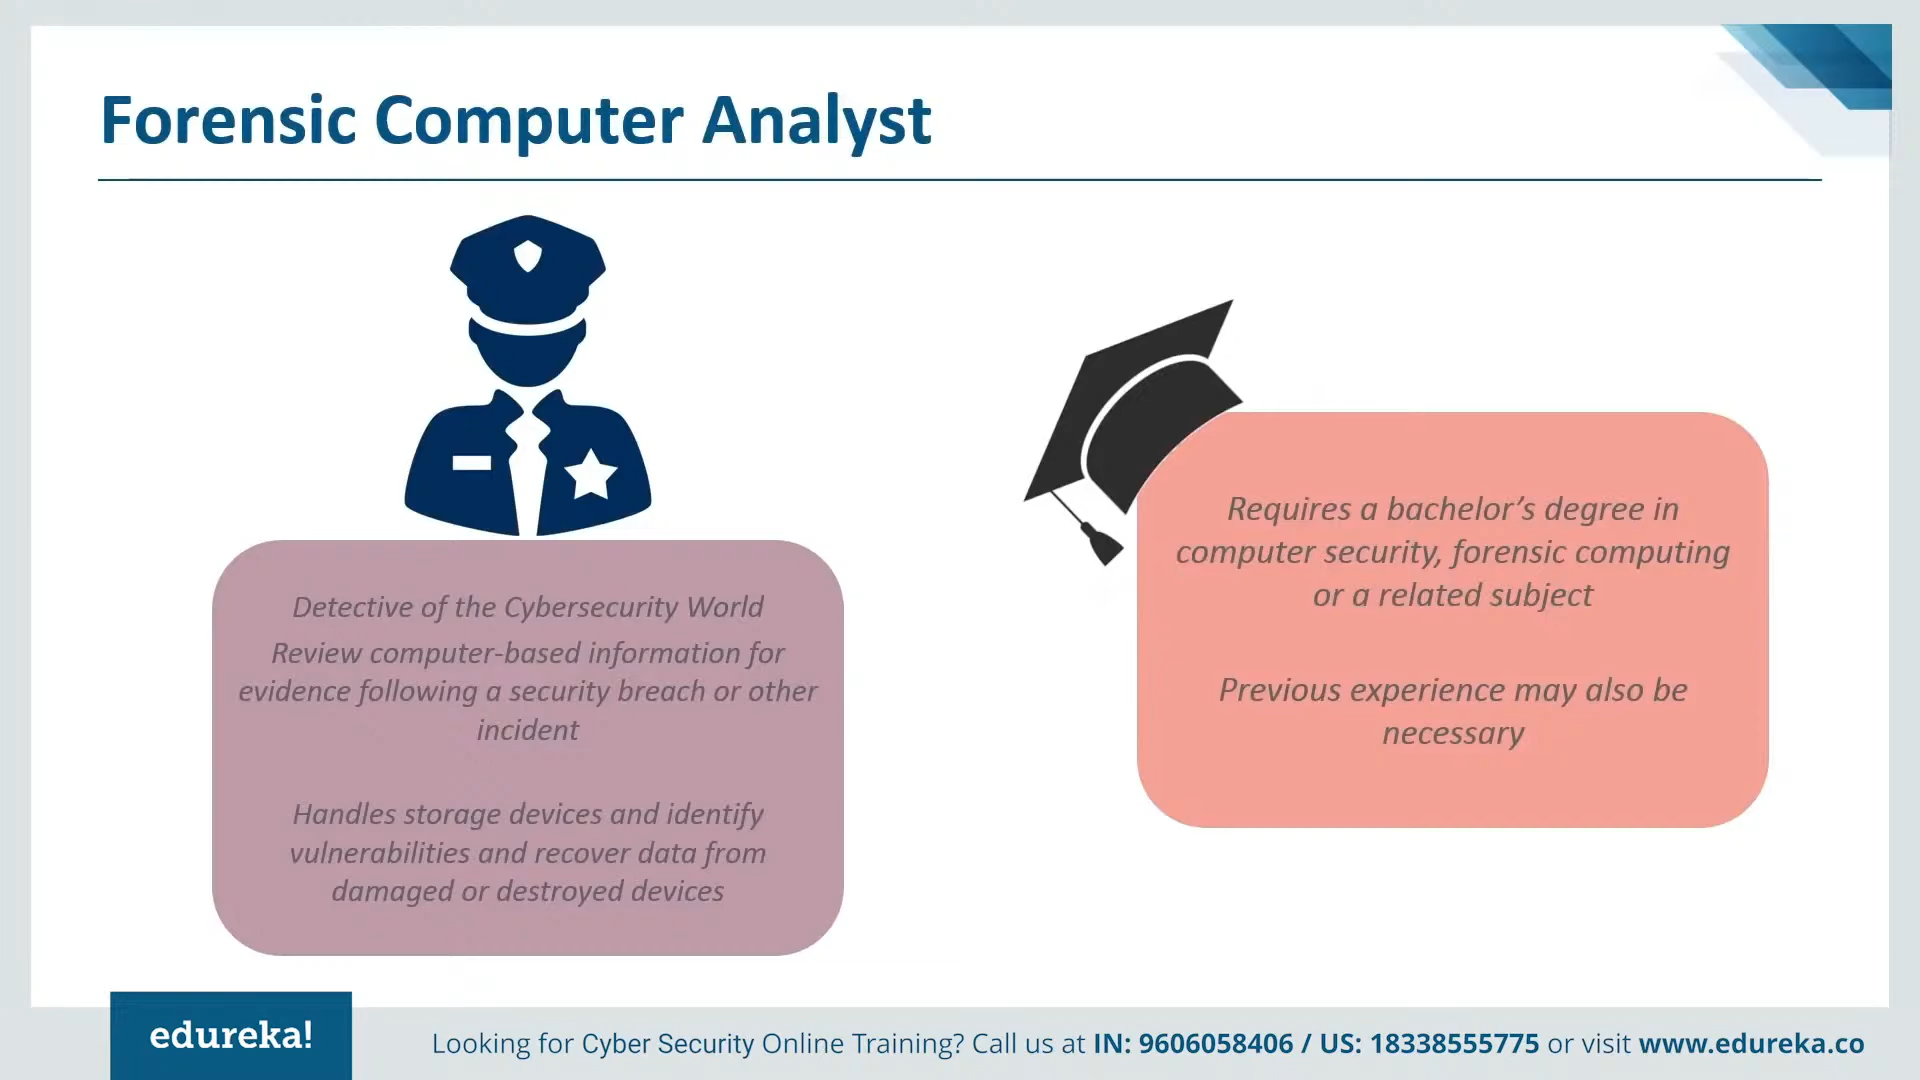 Forensic Computer Analyst
Detective of the Cybersecurity World
Review computer-based information for
evidence following a security breach or other
incident
Handles storage devices and identify
vulnerabilities and recover data from
damaged or destroyed devices
Requires a bachelor’s degree in
computer security, forensic computing
or a related subject
Previous experience may also be
necessary
edureka!
Looking for Cyber Security Online Training? Call us at IN: 9606058406 / US: 18338555775 or visit www.edureka.co